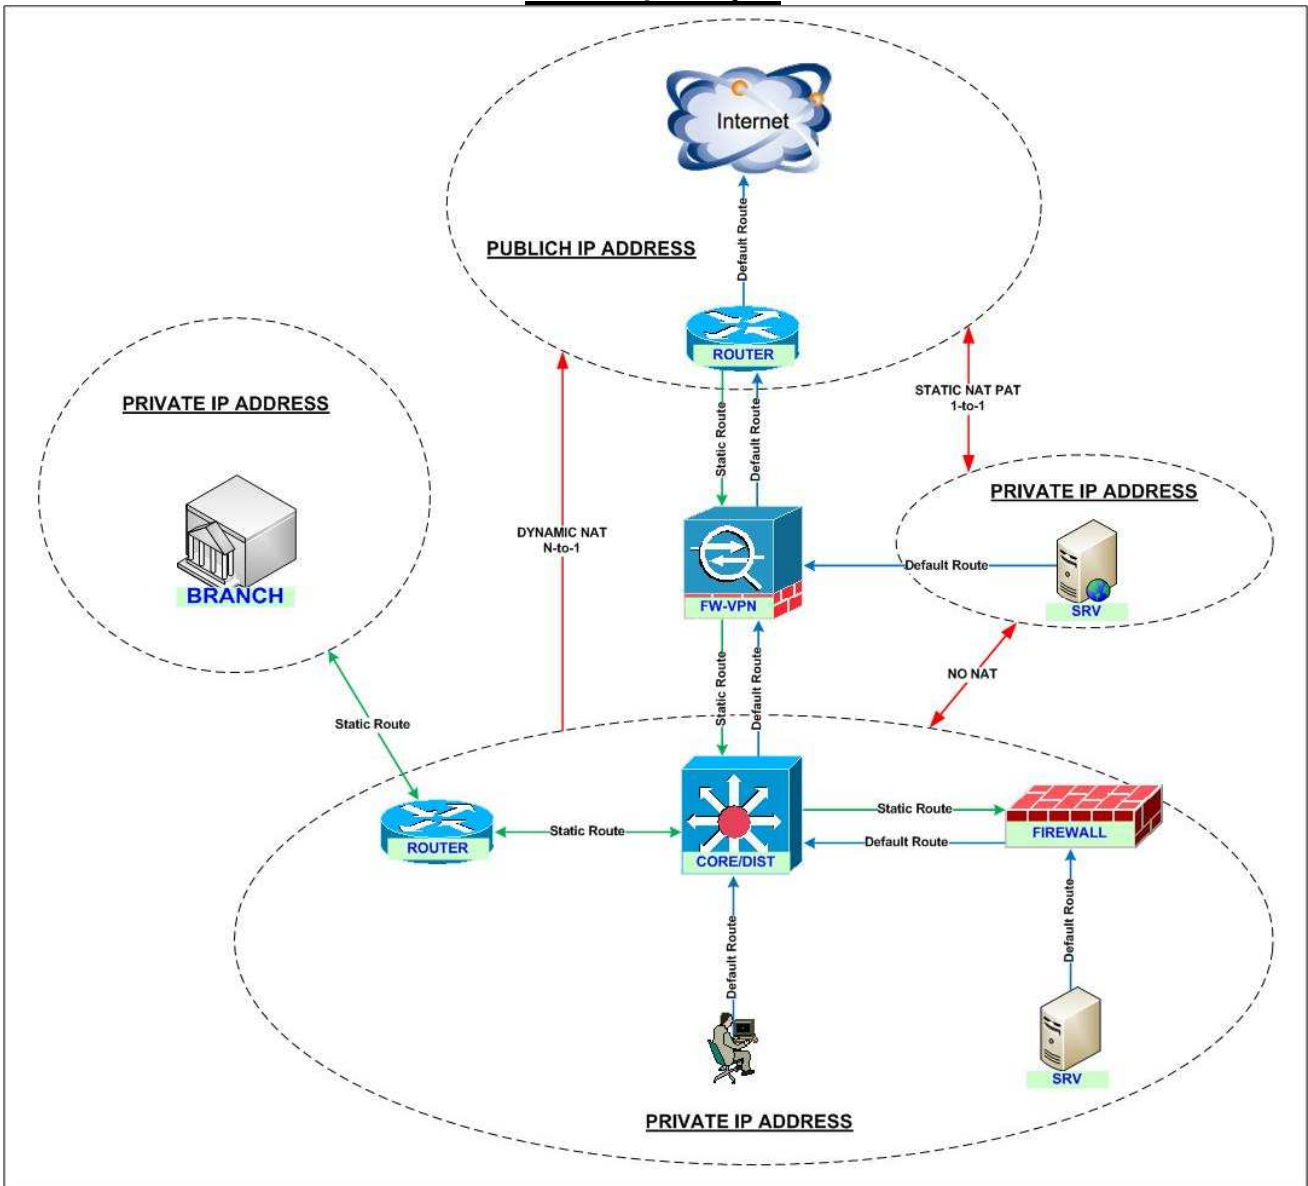 Internet
Default Route
PUBLICH IP ADDRESS
ROUTER
PRIVATE IP ADDRESS
BRANCH
STATIC NAT PAT
1-to-1
Static Route
Default Route
DYNAMIC NAT
N-to-1
PRIVATE IP ADDRESS
Default Route
SRV
FW-VPN
NO NAT
Static Route
Default Route
Static Route
ROUTER
Static Route
CORE/DIST
Static Route
Default Route
FIREWALL
Default Route
Default Route
SRV
PRIVATE IP ADDRESS